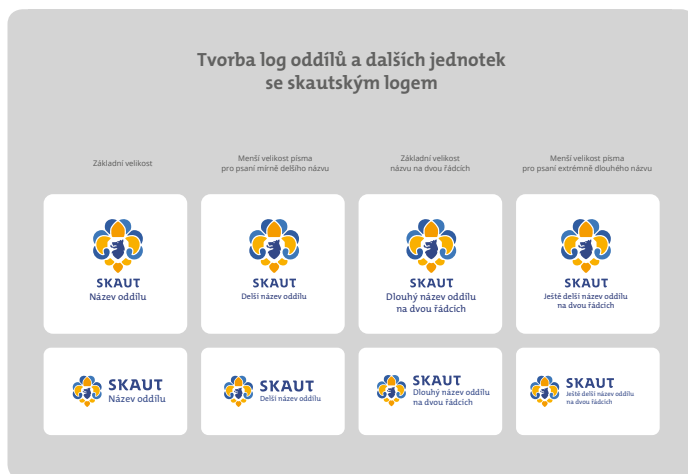 Tvorba log oddílů a dalších jednotek
se skautským logem
Základní velikost
Menší velikost písma
pro psaní mírně delšího názvu
Základní velikost
názvu na dvou řádcích
Menší velikost písma
pro psaní extrémně dlouhého názvu
SKAUT
Název oddílu
SKAUT
Delší název oddílu
SKAUT
Dlouhý název oddílu
na dvou řádcích
SKAUT
Ještě delší název oddílu
na dvou řádcích
SKAUT
Název oddílu
SKAUT
Delší název oddílu
SKAUT
Dlouhý název oddílu
na dvou řádcích
SKAUT
Ještě delší název oddílu
na dvou řádcích